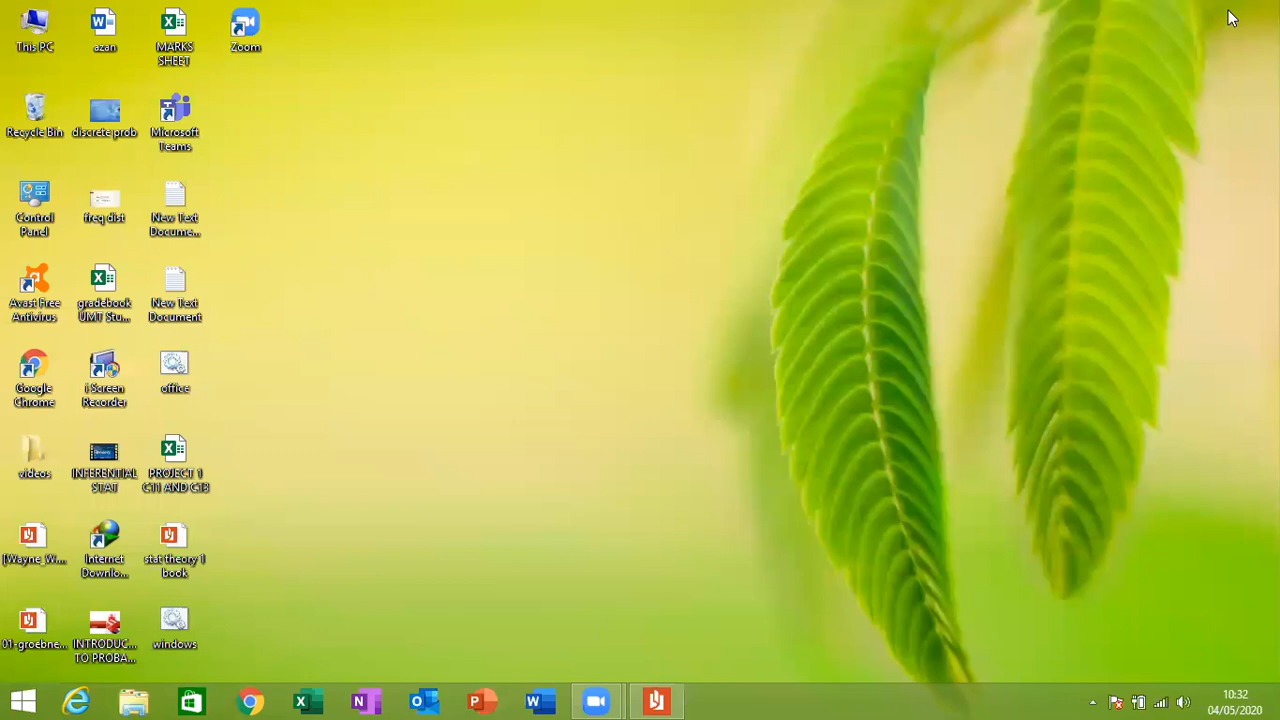 This PC
azan
MARKS
SHEET
Zoom
Recycle Bin
discrete prob
Microsoft
Teams
Control
Panel
freq dist
New Text
Docume...
Avast Free
Antivirus
gradebook
UMT Stu...
New Text
Document
Google
Chrome
i Screen
Recorder
office
videos
INFERENTIAL
STAT
PROJECT 1
C11 AND C13
[Wayne_W...
Internet
Downlo...
stat theory 1
book
01-groebne...
INTRODUC...
TO PROBA...
windows
10:32
04/05/2020